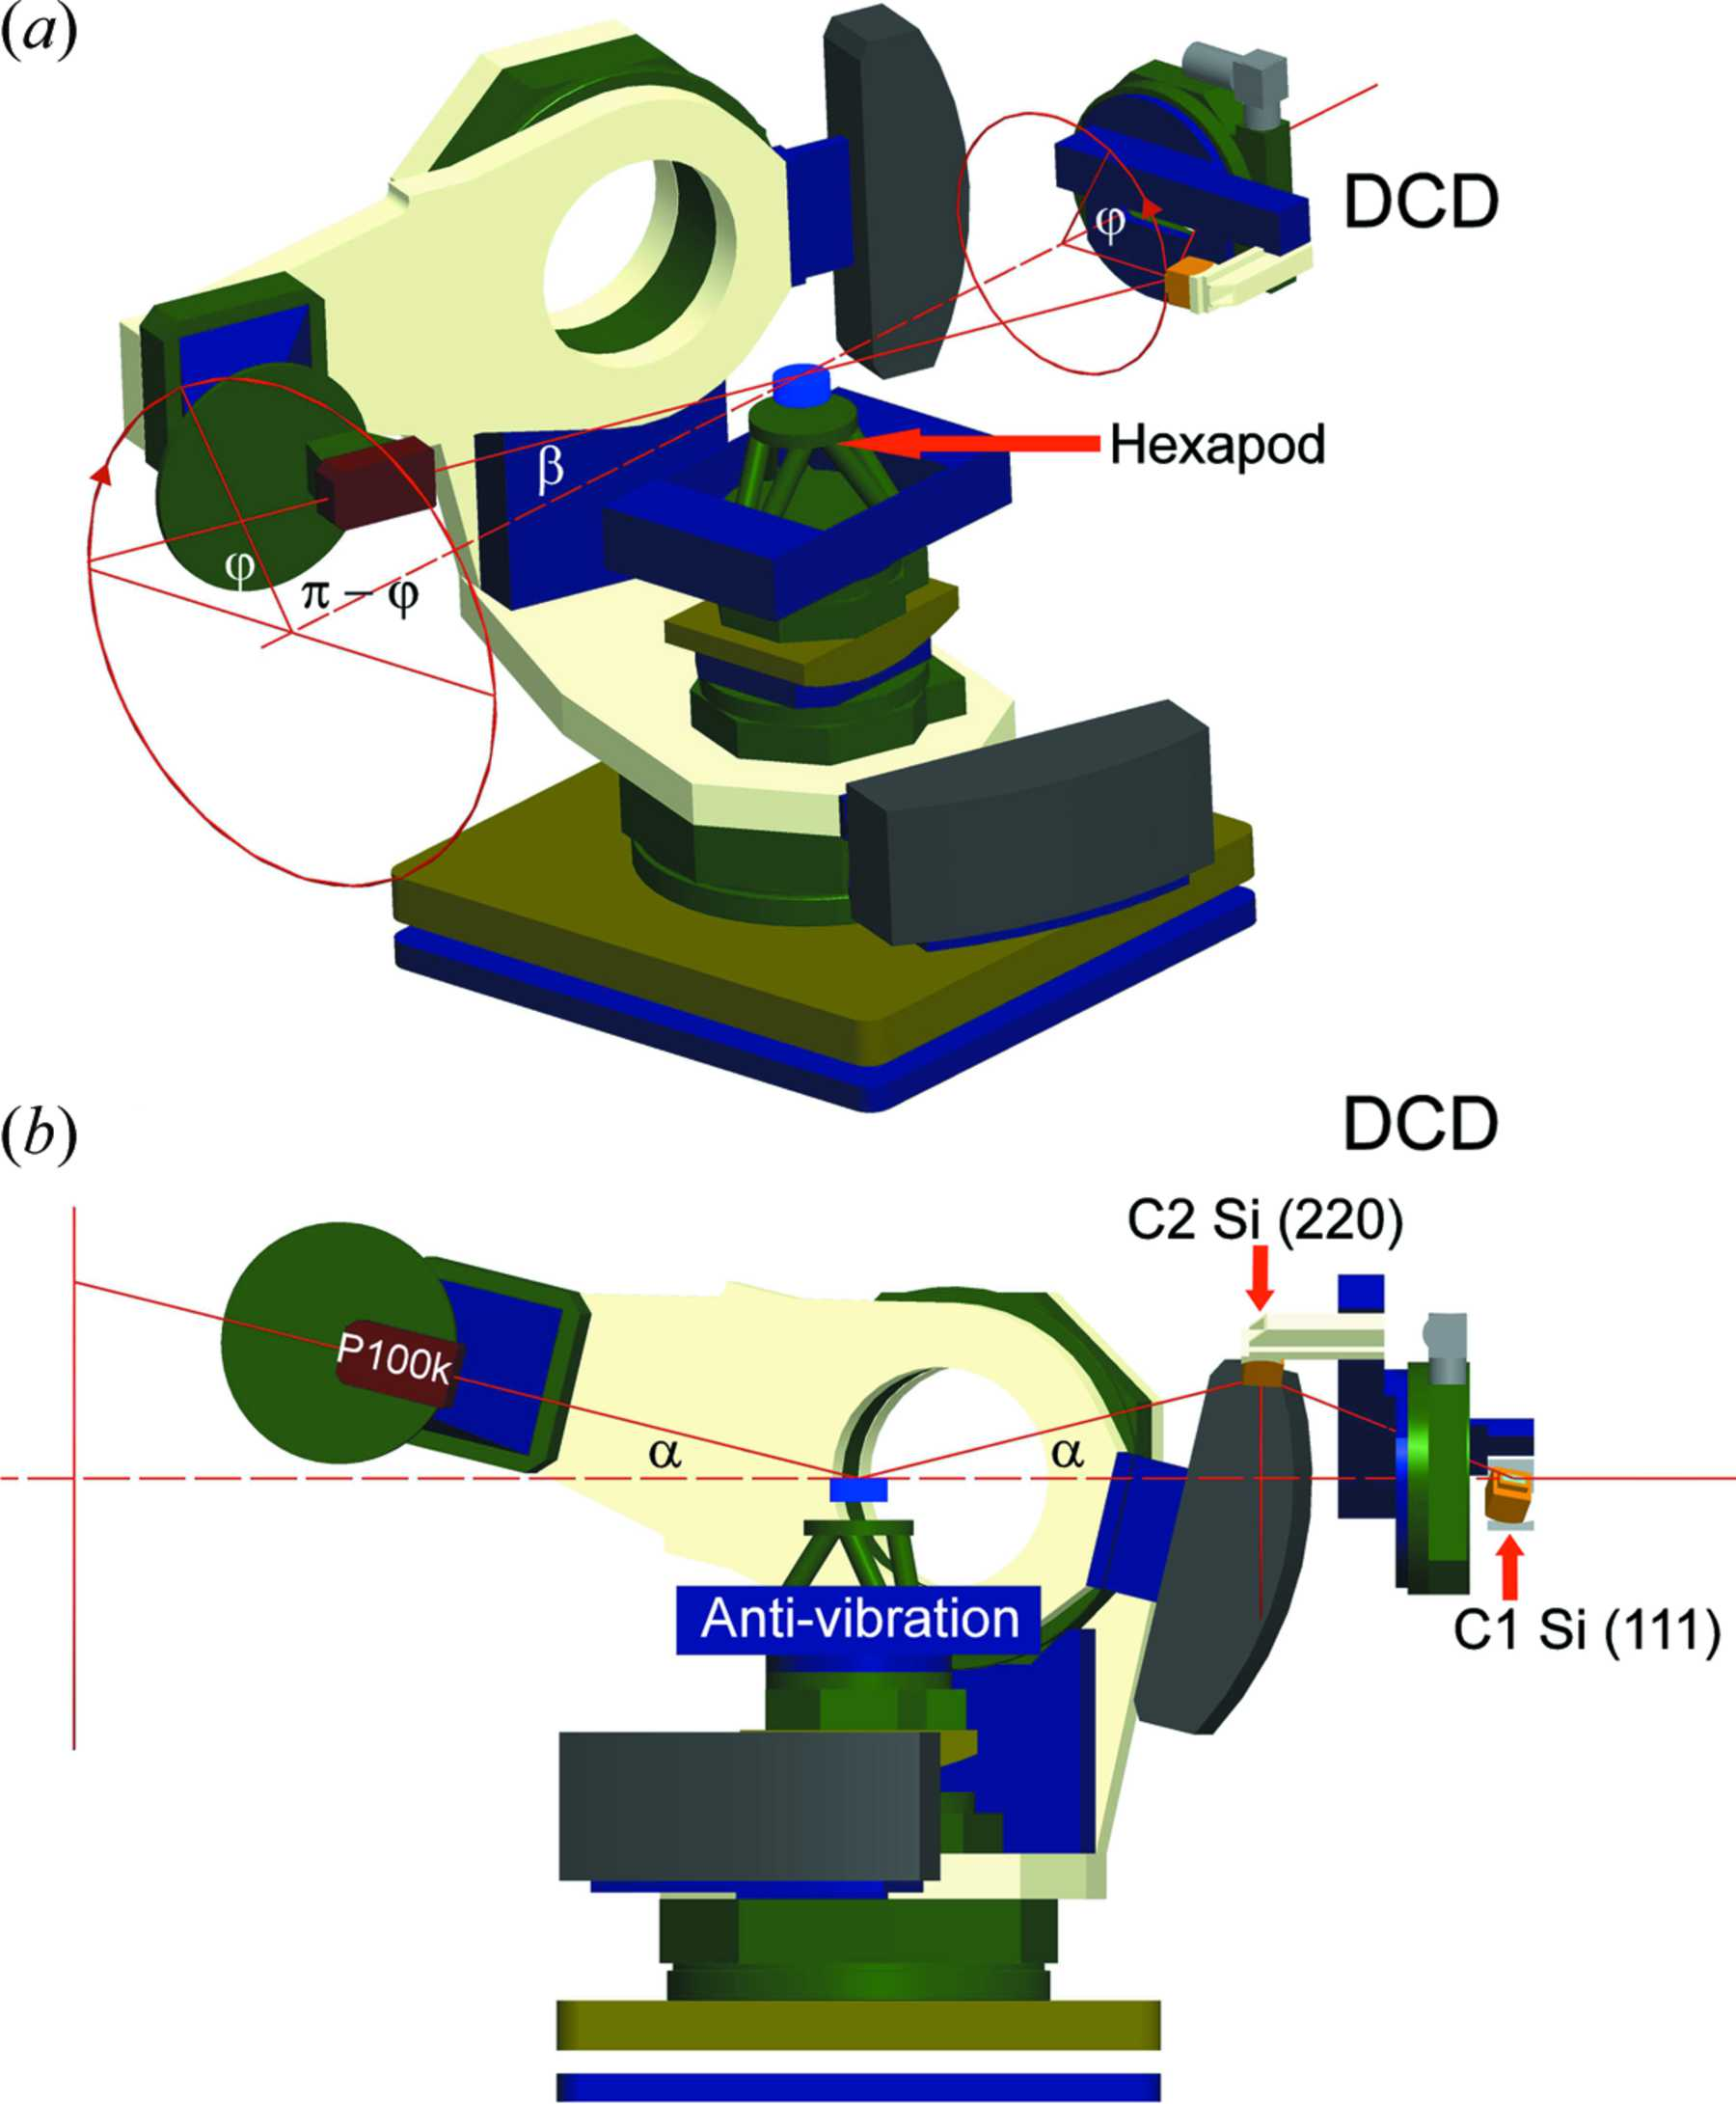 (a)
DCD
φ
Hexapod
β
φ
π – φ
(b)
DCD
C2 Si (220)
P100k
α
α
Anti-vibration
C1 Si (111)